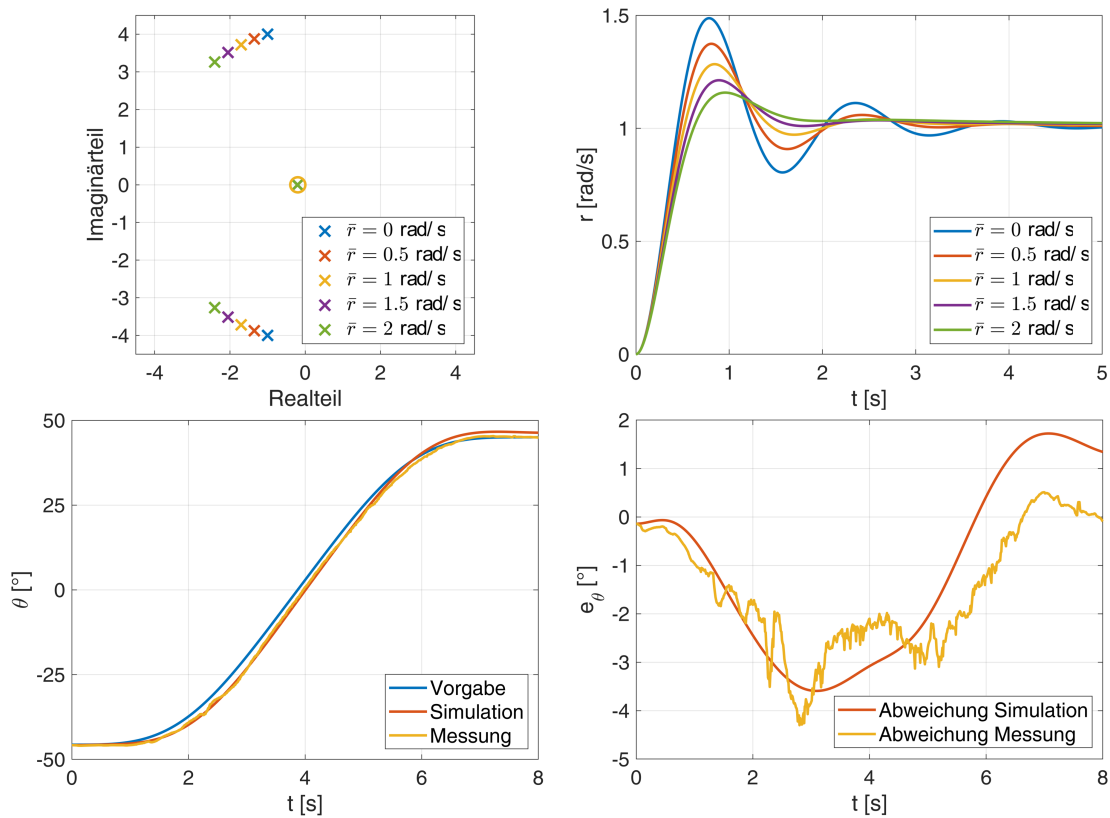 4
3
2
1
0
-1
-2
-3
-4
-4
-2
0
2
4
Imaginärteil
Realteil
r̄ = 0 rad/s
r̄ = 0.5 rad/s
r̄ = 1 rad/s
r̄ = 1.5 rad/s
r̄ = 2 rad/s
1.5
1
0.5
0
0
1
2
3
4
5
r [rad/s]
t [s]
r̄ = 0 rad/s
r̄ = 0.5 rad/s
r̄ = 1 rad/s
r̄ = 1.5 rad/s
r̄ = 2 rad/s
50
25
0
-25
-50
0
2
4
6
8
θ [°]
t [s]
Vorgabe
Simulation
Messung
2
1
0
-1
-2
-3
-4
-5
0
2
4
6
8
e_θ [°]
t [s]
Abweichung Simulation
Abweichung Messung